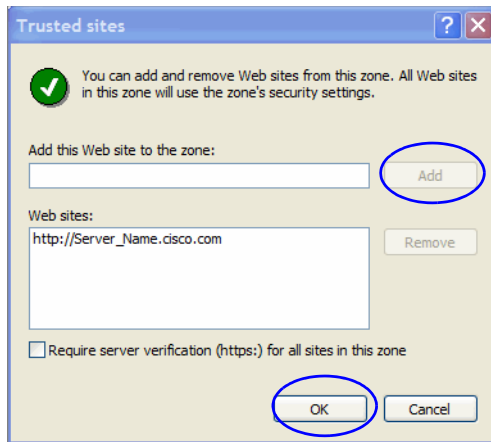 Trusted sites
You can add and remove Web sites from this zone. All Web sites
in this zone will use the zone's security settings.
Add this Web site to the zone:
Add
Web sites:
http://Server_Name.cisco.com
Remove
Require server verification (https:) for all sites in this zone
OK
Cancel